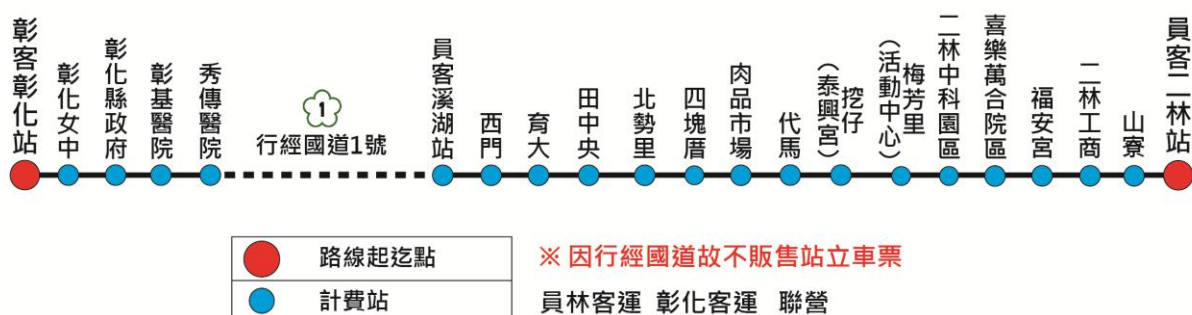 彰客彰化站
彰化女中
彰化縣政府
彰基醫院
秀傳醫院
1
行經國道1號
員客溪湖站
西門
育大
田中央
北勢里
四塊厝
肉品市場
代馬
挖仔
（泰興宮）
梅芳里
（活動中心）
二林中科園區
喜樂萬合院區
福安宮
二林工商
山寮
員客二林站
路線起迄點
※ 因行經國道故不販售站立車票
計費站
員林客運 彰化客運 聯營